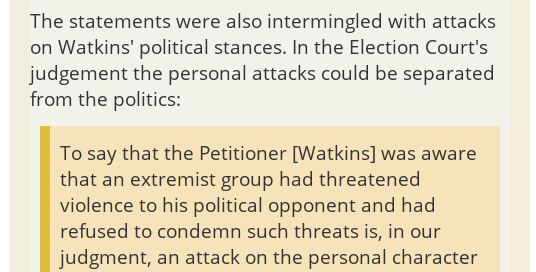 The statements were also intermingled with attacks
on Watkins' political stances. In the Election Court's
judgement the personal attacks could be separated
from the politics:
To say that the Petitioner [Watkins] was aware
that an extremist group had threatened
violence to his political opponent and had
refused to condemn such threats is, in our
judgment, an attack on the personal character